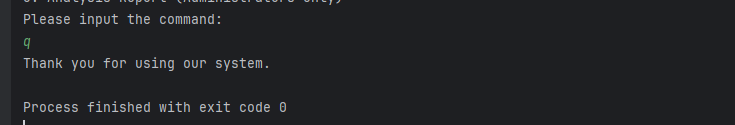 Please input the command:
q
Thank you for using our system.
Process finished with exit code 0